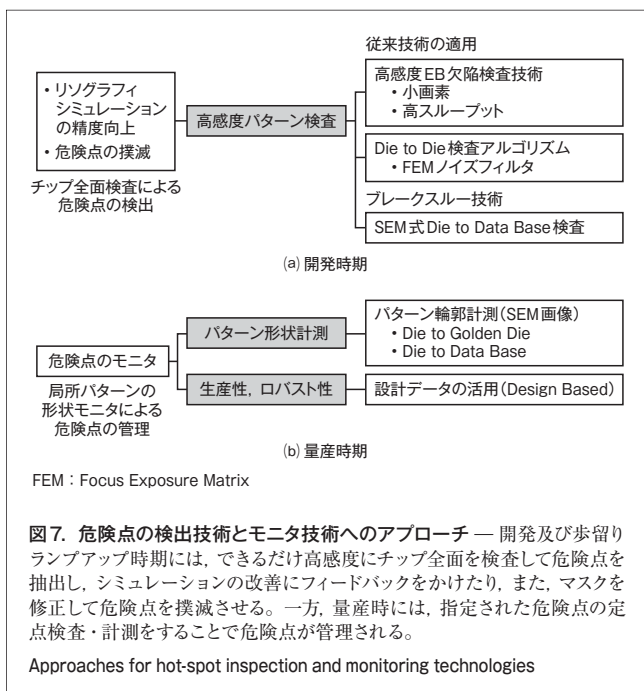 ・リソグラフィ
シミュレーション
の精度向上
・危険点の撲滅
チップ全面検査による
危険点の検出
高感度パターン検査
従来技術の適用
高感度EB欠陥検査技術
・小画素
・高スループット
Die to Die検査アルゴリズム
・FEMノイズフィルタ
ブレークスルー技術
SEM式Die to Data Base検査
(a) 開発時期
危険点のモニタ
局所パターンの
形状モニタによる
危険点の管理
パターン形状計測
パターン輪郭計測(SEM画像)
・Die to Golden Die
・Die to Data Base
生産性,ロバスト性
設計データの活用(Design Based)
(b) 量産時期
FEM:Focus Exposure Matrix
図7.危険点の検出技術とモニタ技術へのアプローチ — 開発及び歩留り
ランプアップ時期には,できるだけ高感度にチップ全面を検査して危険点を
抽出し,シミュレーションの改善にフィードバックをかけたり,また,マスクを
修正して危険点を撲滅させる。一方,量産時には,指定された危険点の定
点検査・計測をすることで危険点が管理される。
Approaches for hot-spot inspection and monitoring technologies